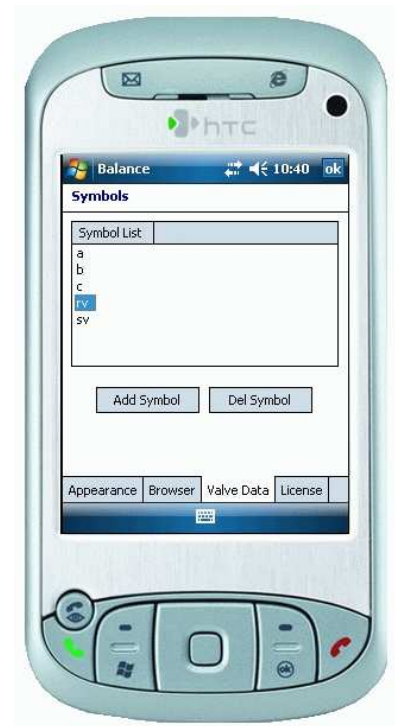 hTC
Balance 10:40 ok
Symbols
Symbol List
a
b
c
rv
sv
Add Symbol Del Symbol
Appearance Browser Valve Data License
ok